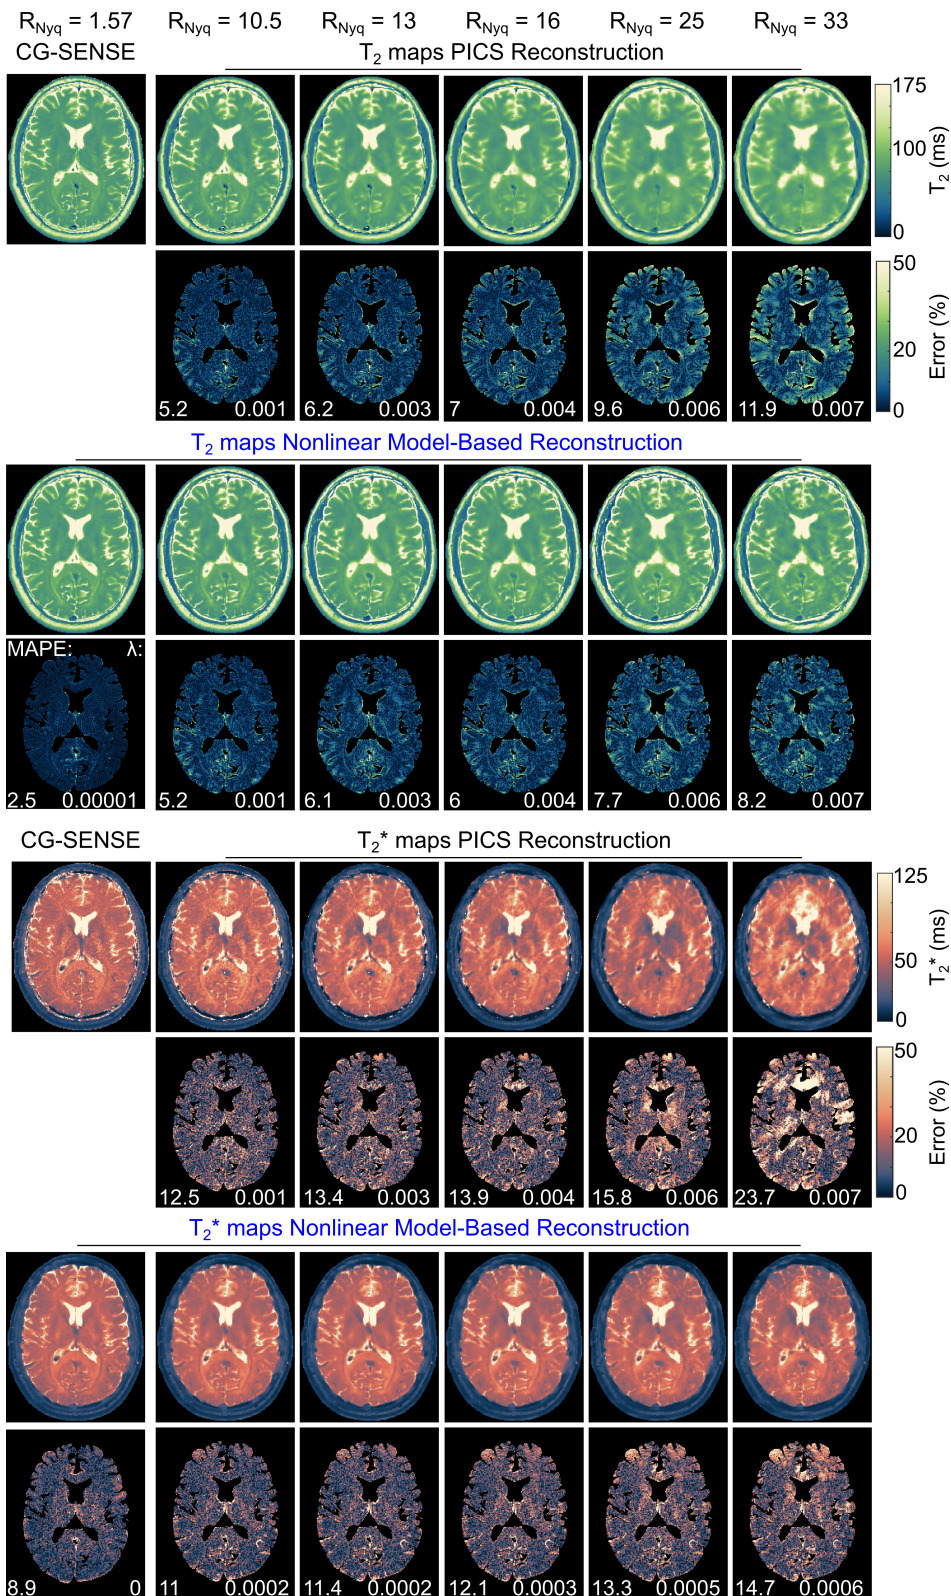 R_Nyq = 1.57 R_Nyq = 10.5 R_Nyq = 13 R_Nyq = 16 R_Nyq = 25 R_Nyq = 33
CG-SENSE T₂ maps PICS Reconstruction
175
100
0
T₂ (ms)
50
20
0
Error (%)
5.2 0.001 6.2 0.003 7 0.004 9.6 0.006 11.9 0.007
T₂ maps Nonlinear Model-Based Reconstruction
MAPE: λ:
2.5 0.00001 5.2 0.001 6.1 0.003 6 0.004 7.7 0.006 8.2 0.007
CG-SENSE T₂* maps PICS Reconstruction
125
50
0
T₂* (ms)
50
20
0
Error (%)
12.5 0.001 13.4 0.003 13.9 0.004 15.8 0.006 23.7 0.007
T₂* maps Nonlinear Model-Based Reconstruction
8.9 0 11 0.0002 11.4 0.0002 12.1 0.0003 13.3 0.0005 14.7 0.0006